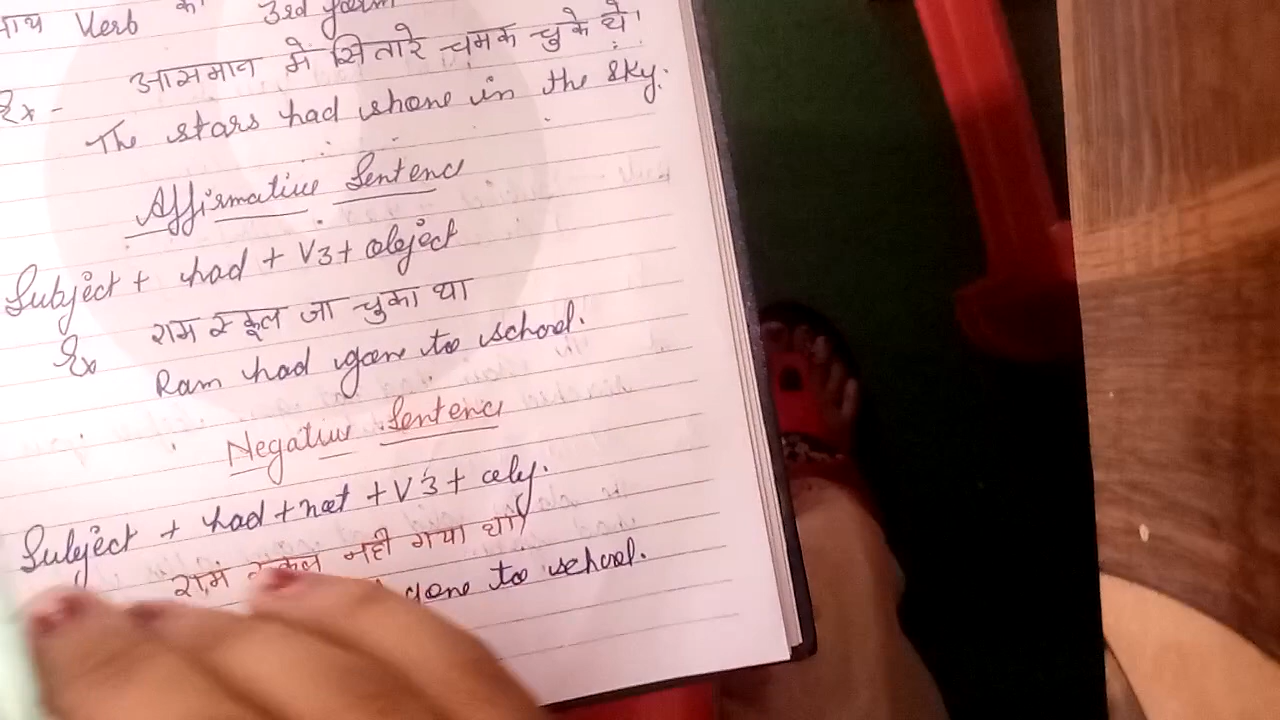 साथ Verb का 3rd form
आसमान में सितारे चमक चुके थे।
Ex -
The stars had shone in the sky.
Affirmative Sentence
Subject + had + V3 + object
राम स्कूल जा चुका था
Ex
Ram had gone to school.
Negative Sentence
Subject + had + not + V3 + obj.
राम स्कूल नही गया था।
gone to school.